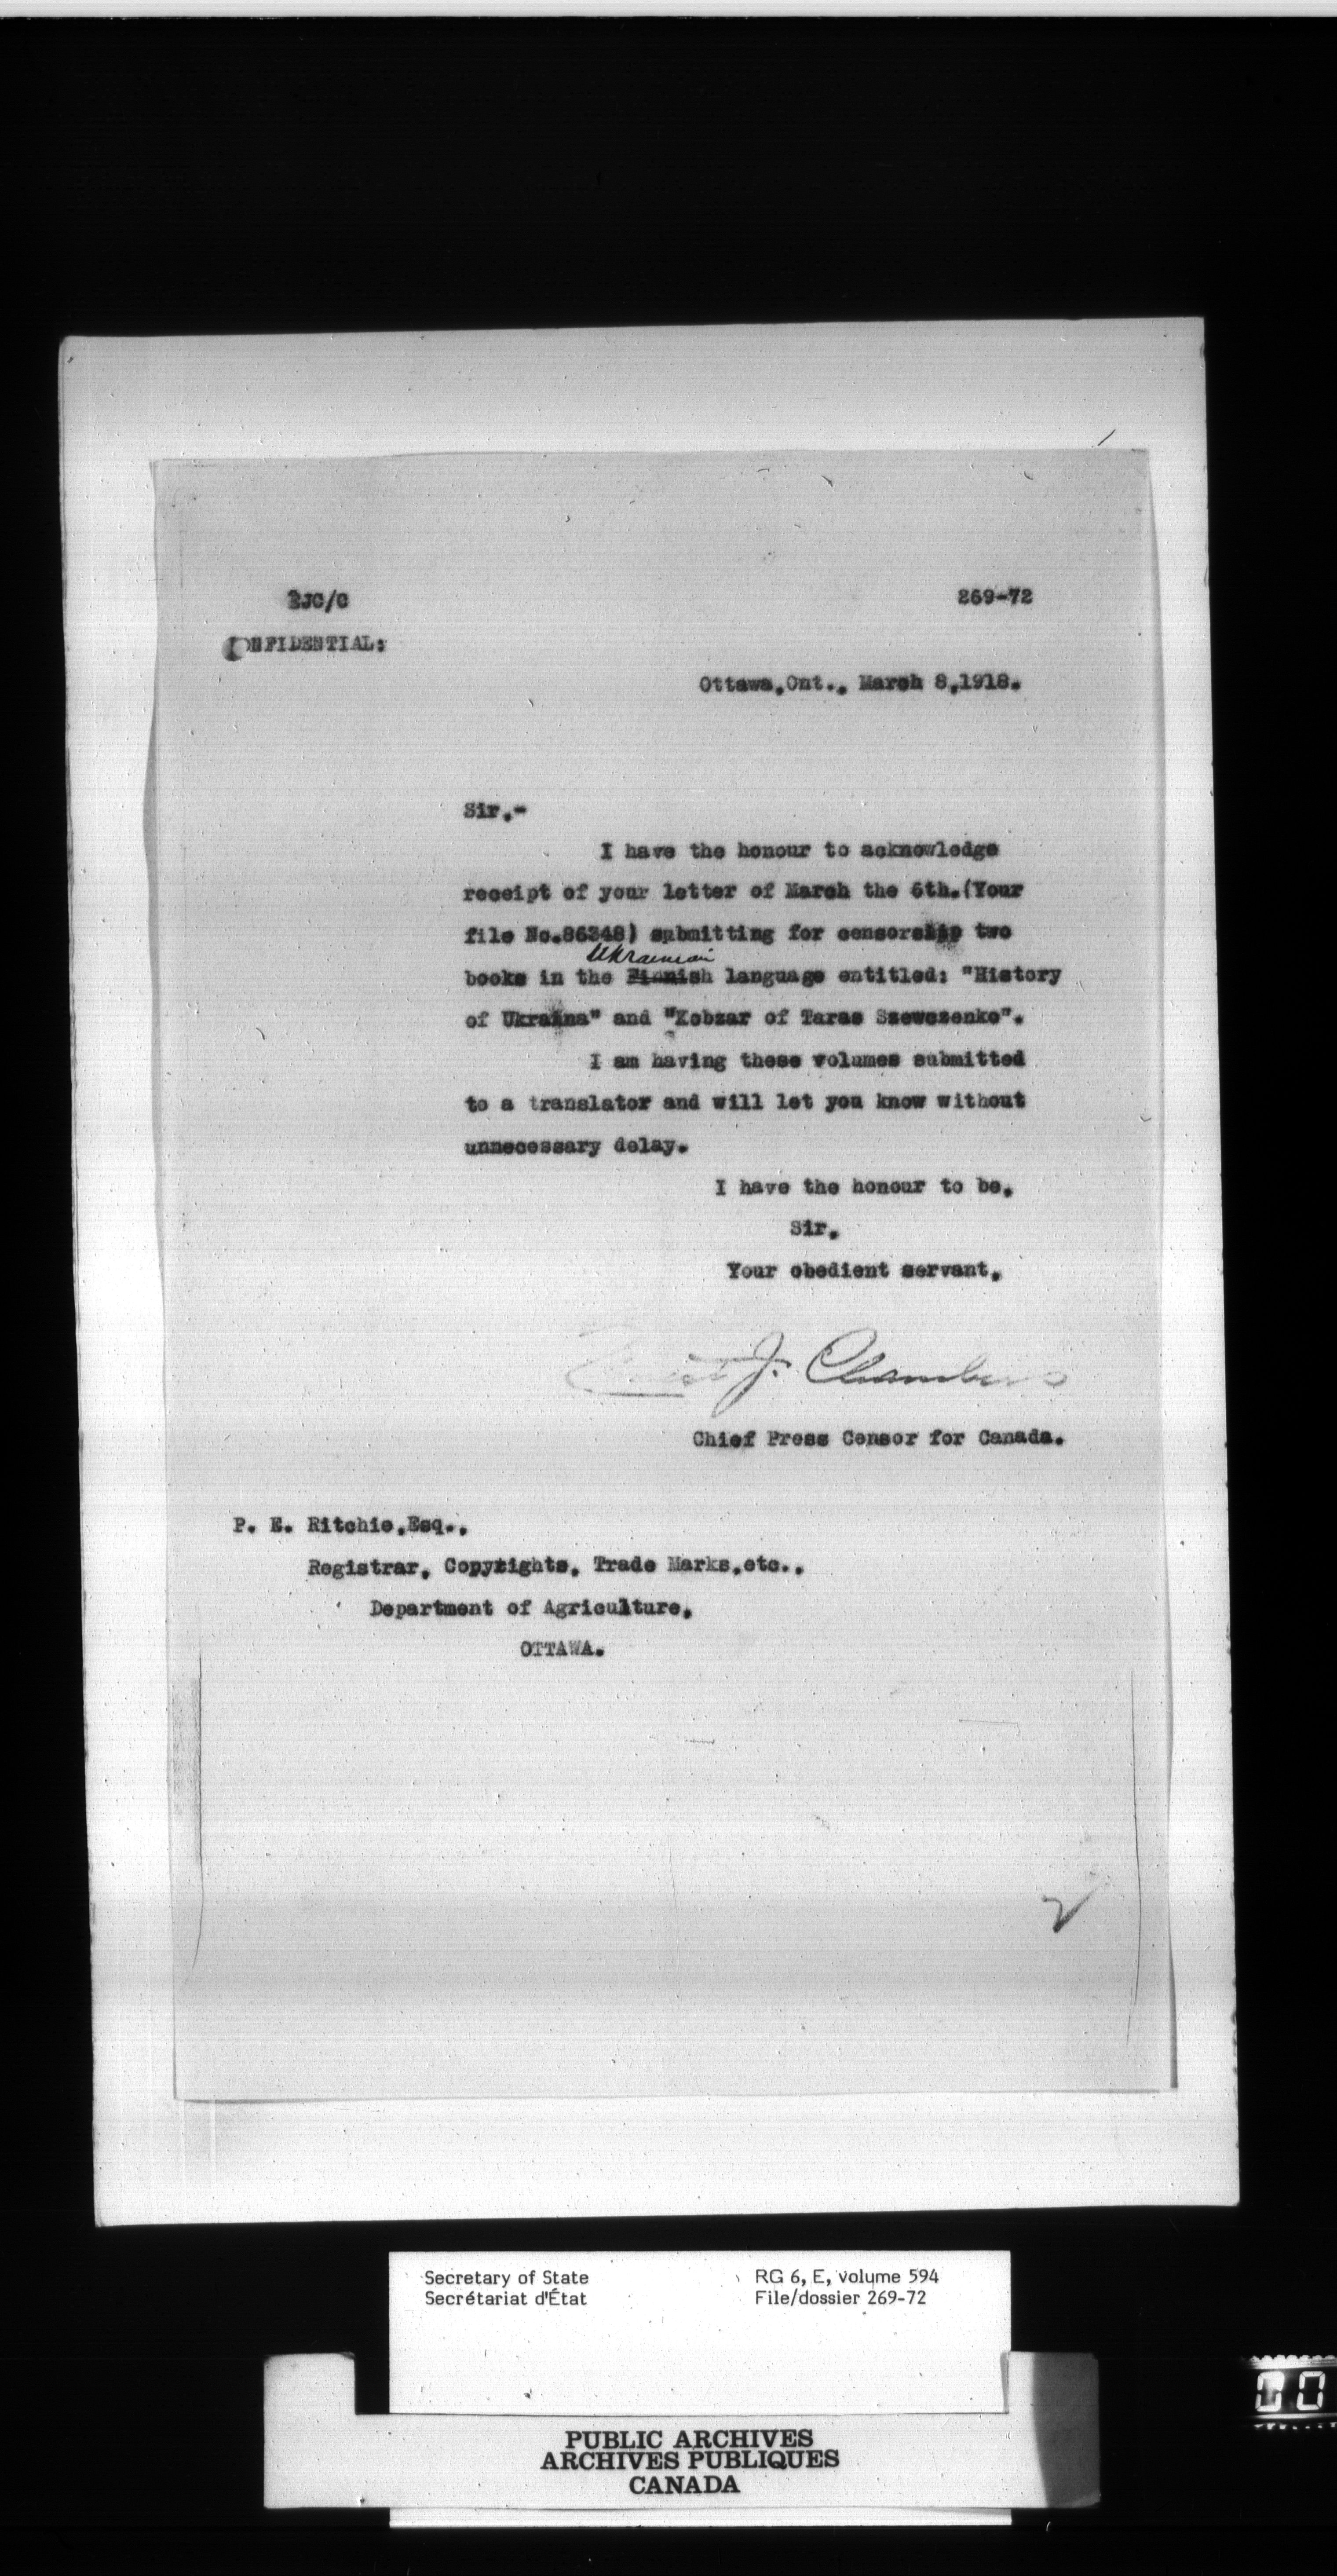 EJC/C
269-72
CONFIDENTIAL:
Ottawa,Ont., March 8,1918.
Sir,-
I have the honour to acknowledge
receipt of your letter of March the 6th.(Your
file No.86348) submitting for censorship two
Ukrainian
books in the Finnish language entitled: "History
of Ukraina" and "Kobzar of Taras Szewczenko".
I am having these volumes submitted
to a translator and will let you know without
unnecessary delay.
I have the honour to be,
Sir,
Your obedient servant,
Ernest J. Chambers
Chief Press Censor for Canada.
P. E. Ritchie,Esq.,
Registrar, Copyrights, Trade Marks,etc.,
Department of Agriculture,
OTTAWA.
2
Secretary of State
Secrétariat d'État
RG 6, E, volume 594
File/dossier 269-72
PUBLIC ARCHIVES
ARCHIVES PUBLIQUES
CANADA
00